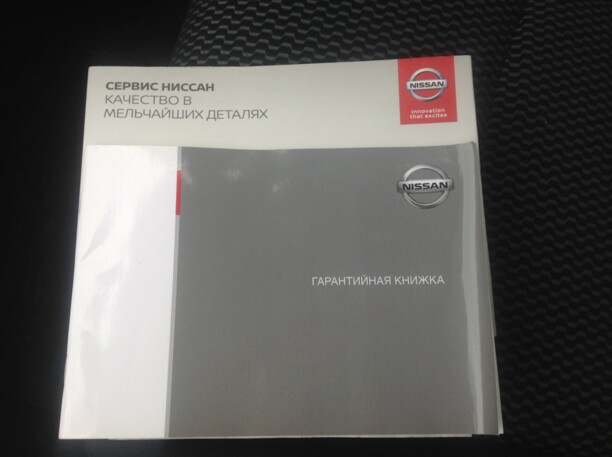 СЕРВИС НИССАН
КАЧЕСТВО В
МЕЛЬЧАЙШИХ ДЕТАЛЯХ
NISSAN
Innovation
that excites
NISSAN
ГАРАНТИЙНАЯ КНИЖКА